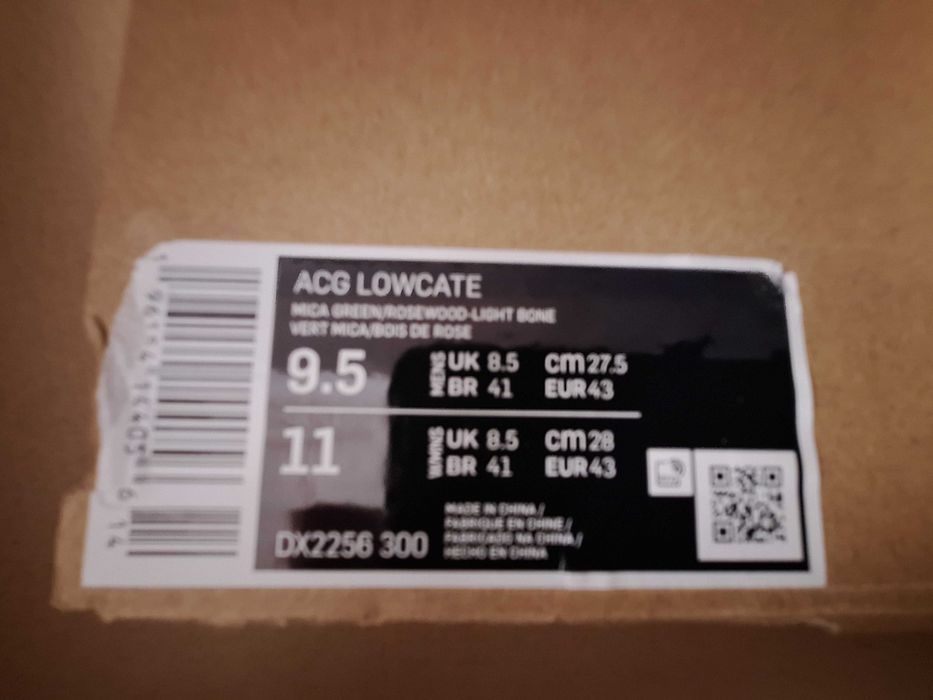 ACG LOWCATE
MICA GREEN/ROSEWOOD-LIGHT BONE
VERT MICA/BOIS DE ROSE
9.5 MENS UK 8.5 CM 27.5
BR 41 EUR 43
11 WMNS UK 8.5 CM 28
BR 41 EUR 43
DX2256 300
MADE IN CHINA /
FABRIQUE EN CHINE /
FABRICADO NA CHINA /
HECHO EN CHINA